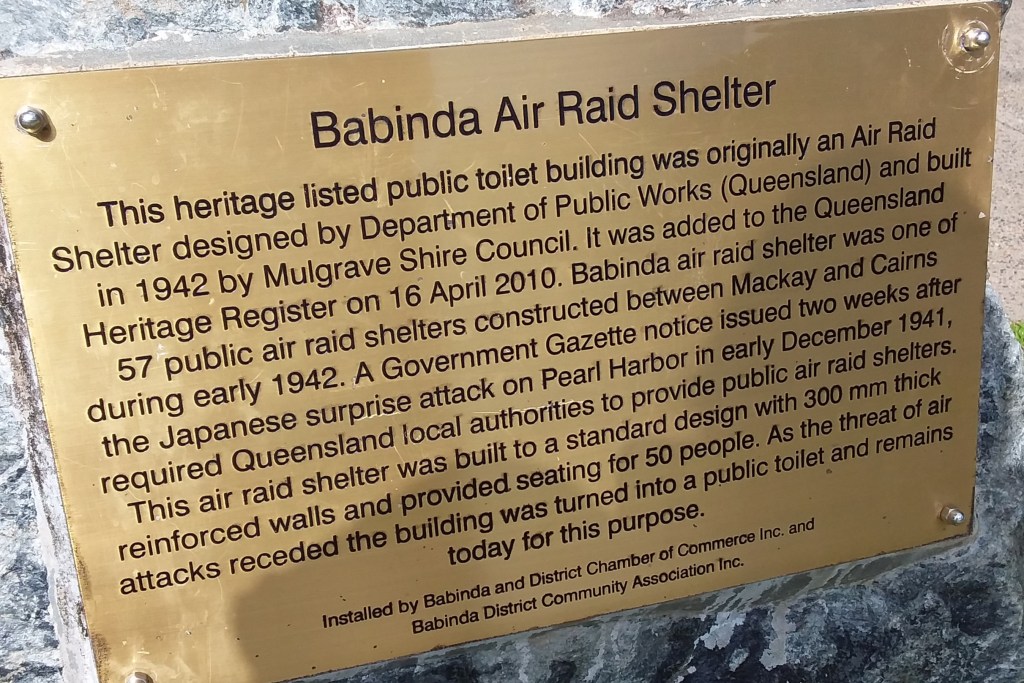 Babinda Air Raid Shelter
This heritage listed public toilet building was originally an Air Raid
Shelter designed by Department of Public Works (Queensland) and built
in 1942 by Mulgrave Shire Council. It was added to the Queensland
Heritage Register on 16 April 2010. Babinda air raid shelter was one of
57 public air raid shelters constructed between Mackay and Cairns
during early 1942. A Government Gazette notice issued two weeks after
the Japanese surprise attack on Pearl Harbor in early December 1941,
required Queensland local authorities to provide public air raid shelters.
This air raid shelter was built to a standard design with 300 mm thick
reinforced walls and provided seating for 50 people. As the threat of air
attacks receded the building was turned into a public toilet and remains
today for this purpose.
Installed by Babinda and District Chamber of Commerce Inc. and
Babinda District Community Association Inc.